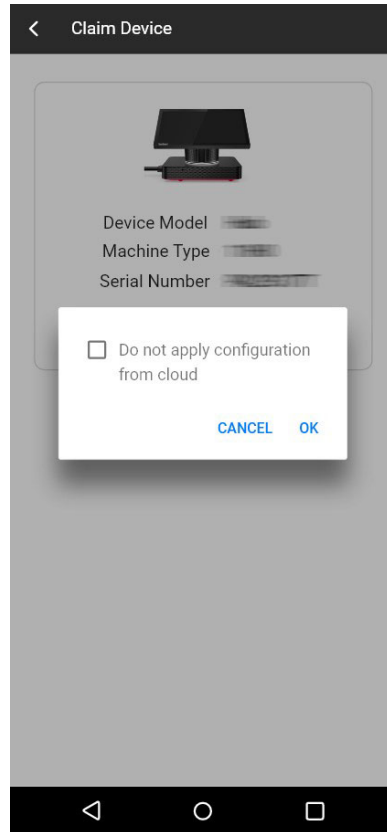 Claim Device
Device Model
Machine Type
Serial Number
Do not apply configuration
from cloud
CANCEL OK